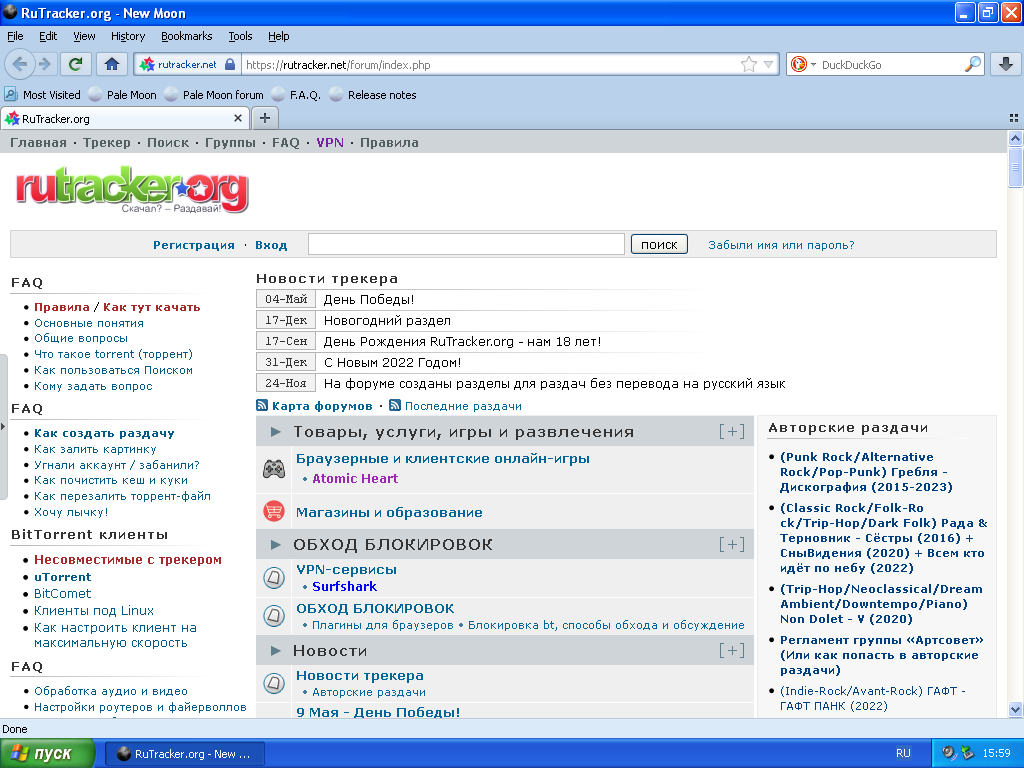 RuTracker.org - New Moon
File Edit View History Bookmarks Tools Help
rutracker.net https://rutracker.net/forum/index.php DuckDuckGo
Most Visited Pale Moon Pale Moon forum F.A.Q. Release notes
RuTracker.org
Главная · Трекер · Поиск · Группы · FAQ · VPN · Правила
rutracker.org
Скачал? – Раздавай!
Регистрация · Вход поиск Забыли имя или пароль?
FAQ
Правила / Как тут качать
Основные понятия
Общие вопросы
Что такое torrent (торрент)
Как пользоваться Поиском
Кому задать вопрос
FAQ
Как создать раздачу
Как залить картинку
Угнали аккаунт / забанили?
Как почистить кеш и куки
Как перезалить торрент-файл
Хочу лычку!
BitTorrent клиенты
Несовместимые с трекером
uTorrent
BitComet
Клиенты под Linux
Как настроить клиент на
максимальную скорость
FAQ
Обработка аудио и видео
Настройки роутеров и файерволлов
Новости трекера
04-Май День Победы!
17-Дек Новогодний раздел
17-Сен День Рождения RuTracker.org - нам 18 лет!
31-Дек С Новым 2022 Годом!
24-Ноя На форуме созданы разделы для раздач без перевода на русский язык
Карта форумов · Последние раздачи
Товары, услуги, игры и развлечения [+]
Браузерные и клиентские онлайн-игры
• Atomic Heart
Магазины и образование
ОБХОД БЛОКИРОВОК [+]
VPN-сервисы
• Surfshark
ОБХОД БЛОКИРОВОК
• Плагины для браузеров • Блокировка bt, способы обхода и обсуждение
Новости [+]
Новости трекера
• Авторские раздачи
9 Мая - День Победы!
Авторские раздачи
(Punk Rock/Alternative
Rock/Pop-Punk) Гребля -
Дискография (2015-2023)
(Classic Rock/Folk-Ro
ck/Trip-Hop/Dark Folk) Рада &
Терновник - Сёстры (2016) +
СныВидения (2020) + Всем кто
идёт по небу (2022)
(Trip-Hop/Neoclassical/Dream
Ambient/Downtempo/Piano)
Non Dolet - V (2020)
Регламент группы «Артсовет»
(Или как попасть в авторские
раздачи)
(Indie-Rock/Avant-Rock) ГАФТ -
ГАФТ ПАНК (2022)
Done
пуск RuTracker.org - New ... RU 15:59